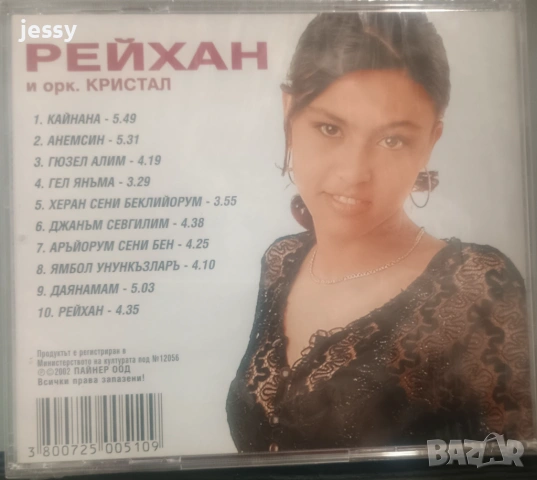 jessy
РЕЙХАН
и орк. КРИСТАЛ
1. КАЙНАНА - 5.49
2. АНЕМСИН - 5.31
3. ГЮЗЕЛ АЛИМ - 4.19
4. ГЕЛ ЯНЪМА - 3.29
5. ХЕРАН СЕНИ БЕКЛИЙОРУМ - 3.55
6. ДЖАНЪМ СЕВГИЛИМ - 4.38
7. АРЪЙОРУМ СЕНИ БЕН - 4.25
8. ЯМБОЛ УНУНКЪЗЛАРЪ - 4.10
9. ДАЯНАМАМ - 5.03
10. РЕЙХАН - 4.35
Продуктът е регистриран в
Министерството на културата под №12056
℗©2002 ПАЙНЕР ООД
Всички права запазени!
3 800725 005109
BAZAR